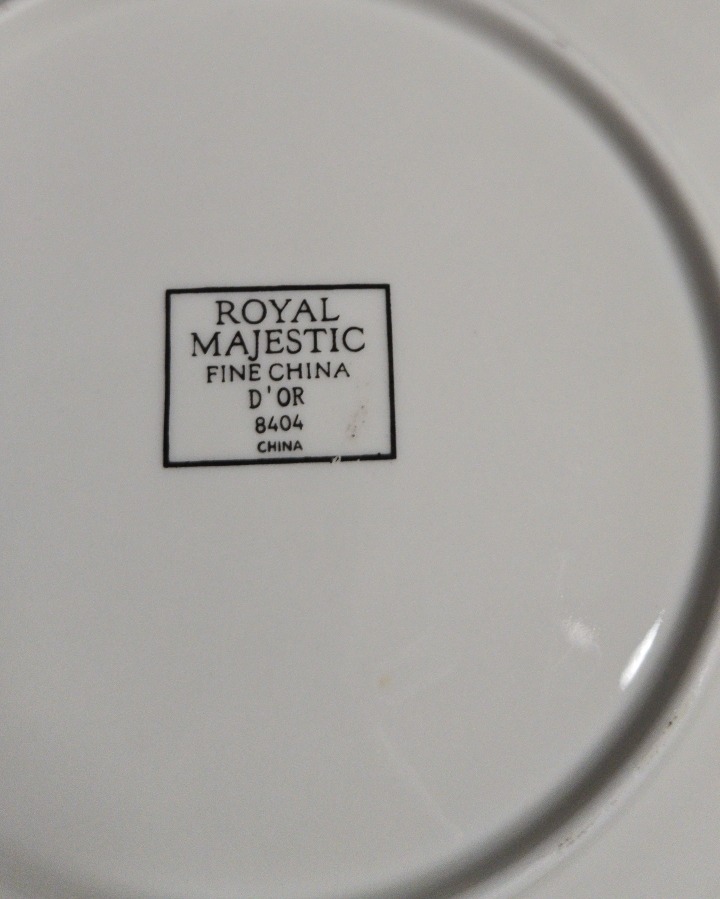 ROYAL
MAJESTIC
FINE CHINA
D'OR
8404
CHINA